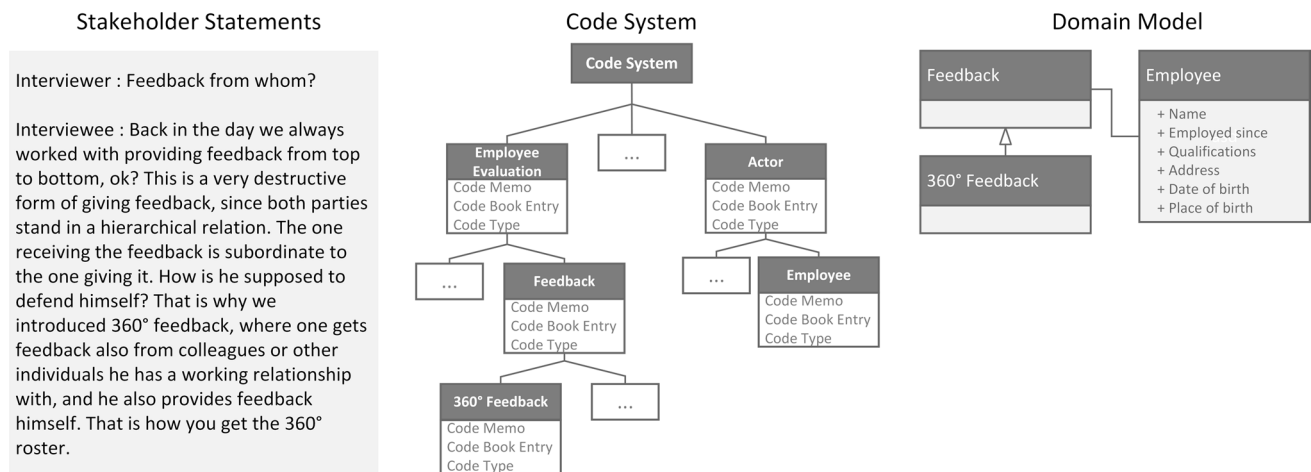 Stakeholder Statements
Interviewer : Feedback from whom?
Interviewee : Back in the day we always
worked with providing feedback from top
to bottom, ok? This is a very destructive
form of giving feedback, since both parties
stand in a hierarchical relation. The one
receiving the feedback is subordinate to
the one giving it. How is he supposed to
defend himself? That is why we
introduced 360° feedback, where one gets
feedback also from colleagues or other
individuals he has a working relationship
with, and he also provides feedback
himself. That is how you get the 360°
roster.
Code System
Code System
Employee
Evaluation
Code Memo
Code Book Entry
Code Type
...
Actor
Code Memo
Code Book Entry
Code Type
...
Feedback
Code Memo
Code Book Entry
Code Type
...
Employee
Code Memo
Code Book Entry
Code Type
360° Feedback
Code Memo
Code Book Entry
Code Type
...
Domain Model
Feedback
360° Feedback
Employee
+ Name
+ Employed since
+ Qualifications
+ Address
+ Date of birth
+ Place of birth